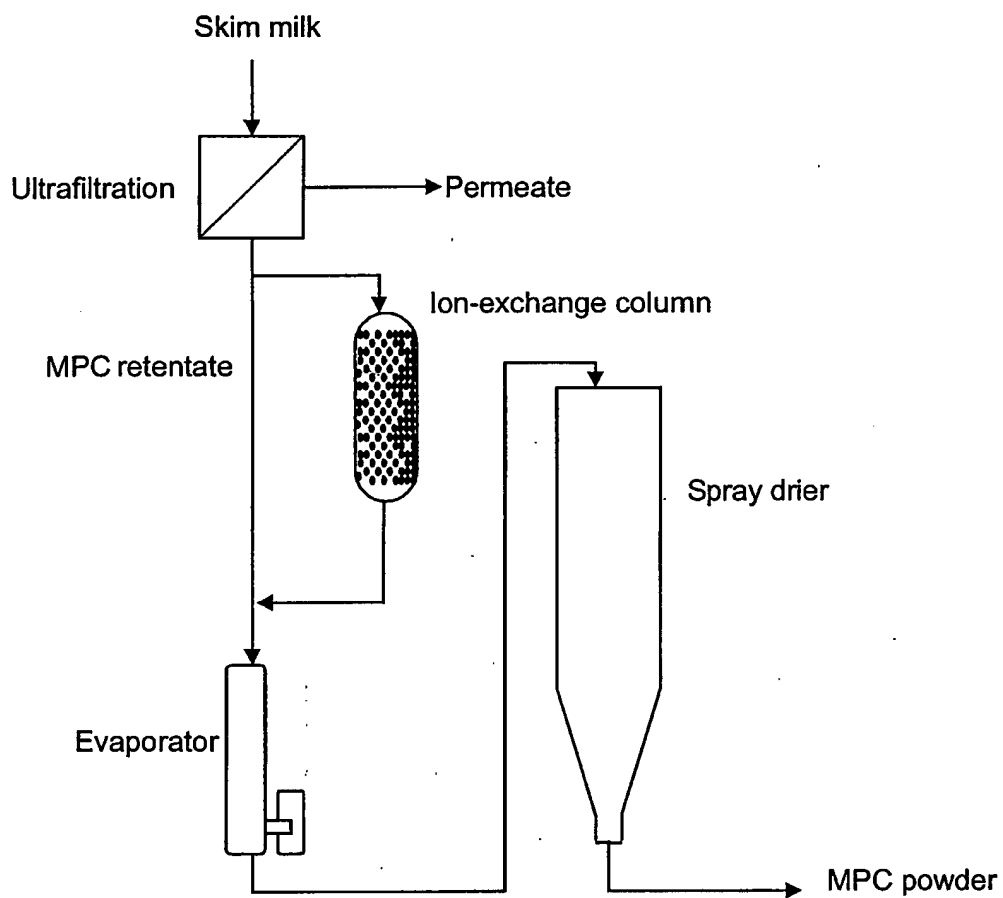 Skim milk
Ultrafiltration
Permeate
Ion-exchange column
MPC retentate
Spray drier
Evaporator
MPC powder